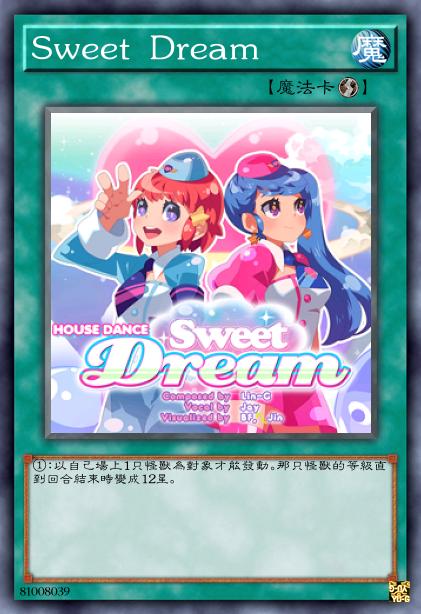 Sweet Dream
魔
【魔法卡】
HOUSE DANCE
Sweet
Dream
Composed by Lin-G
Vocal by Jay
Visualized by BF. Jin
①:以自己場上1只怪獸為對象才能發動。那只怪獸的等級直
到回合結束時變成12星。
81008039